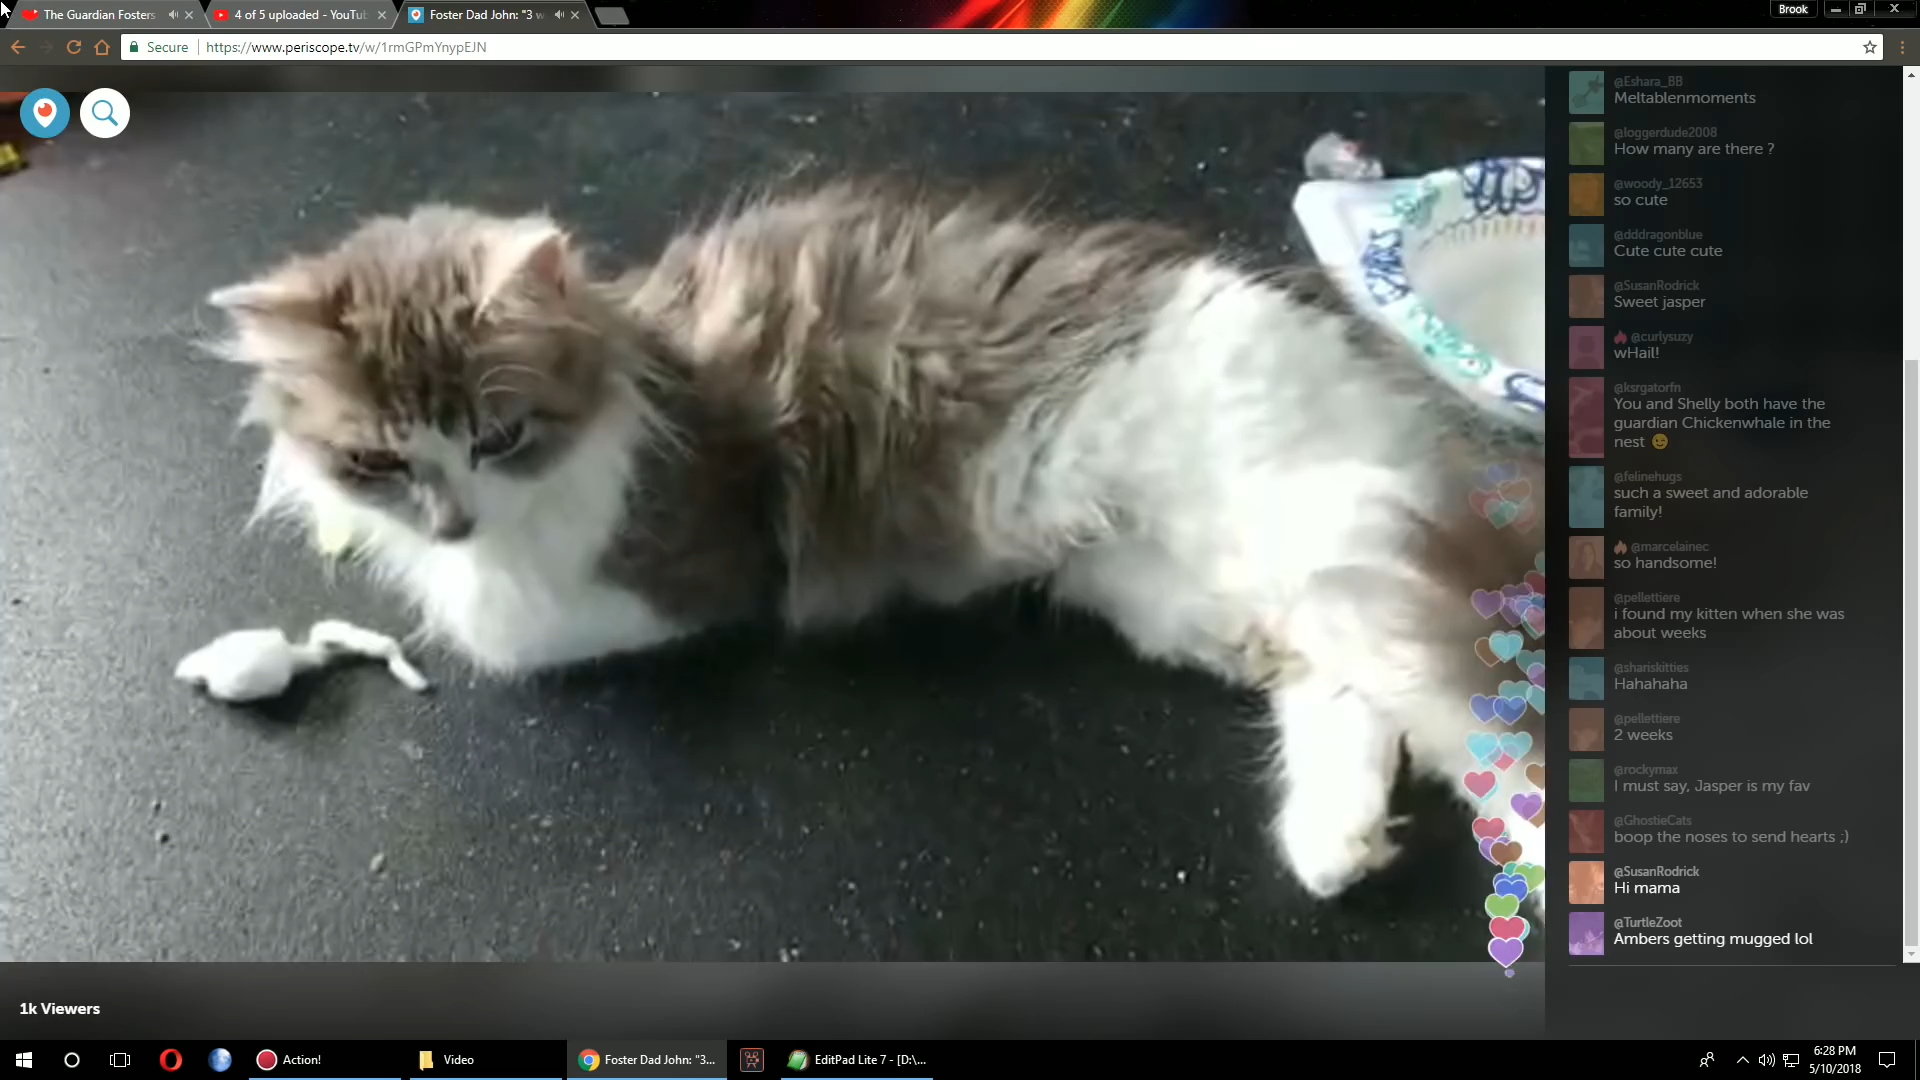 The Guardian Fosters
4 of 5 uploaded - YouTu
Foster Dad John: "3 w
Brook
Secure
https://www.periscope.tv/w/1rmGPmYnypEJN
@Eshara_BB
Meltablenmoments
@loggerdude2008
How many are there ?
@woody_12653
so cute
@dddragonblue
Cute cute cute
@SusanRodrick
Sweet jasper
@curlysuzy
wHail!
@ksrgatorfn
You and Shelly both have the
guardian Chickenwhale in the
nest
@felinehugs
such a sweet and adorable
family!
@marcelainec
so handsome!
@pellettiere
i found my kitten when she was
about weeks
@shariskitties
Hahahaha
@pellettiere
2 weeks
@rockymax
I must say, Jasper is my fav
@GhostieCats
boop the noses to send hearts ;)
@SusanRodrick
Hi mama
@TurtleZoot
Ambers getting mugged lol
1k Viewers
Action!
Video
Foster Dad John: "3...
EditPad Lite 7 - [D:\...
6:28 PM
5/10/2018